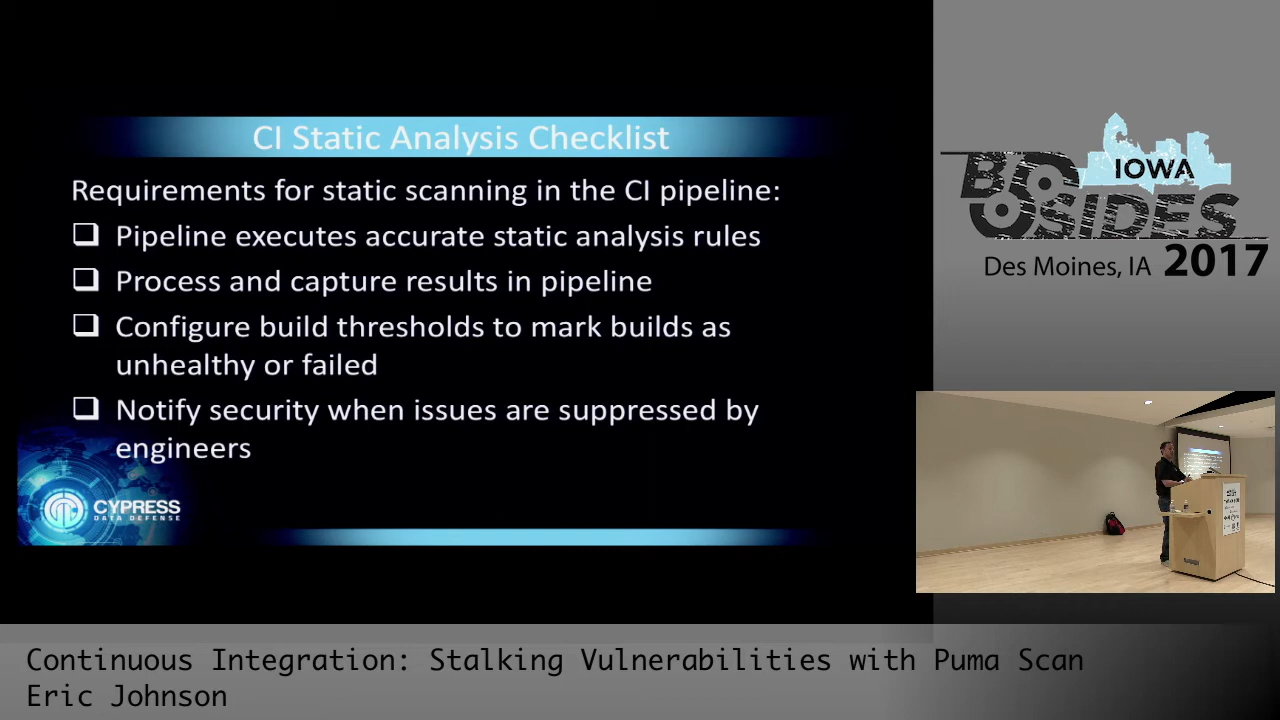 CI Static Analysis Checklist
Requirements for static scanning in the CI pipeline:
Pipeline executes accurate static analysis rules
Process and capture results in pipeline
Configure build thresholds to mark builds as
unhealthy or failed
Notify security when issues are suppressed by
engineers
CYPRESS
DATA DEFENSE
IOWA
BSIDES
Des Moines, IA 2017
Continuous Integration: Stalking Vulnerabilities with Puma Scan
Eric Johnson